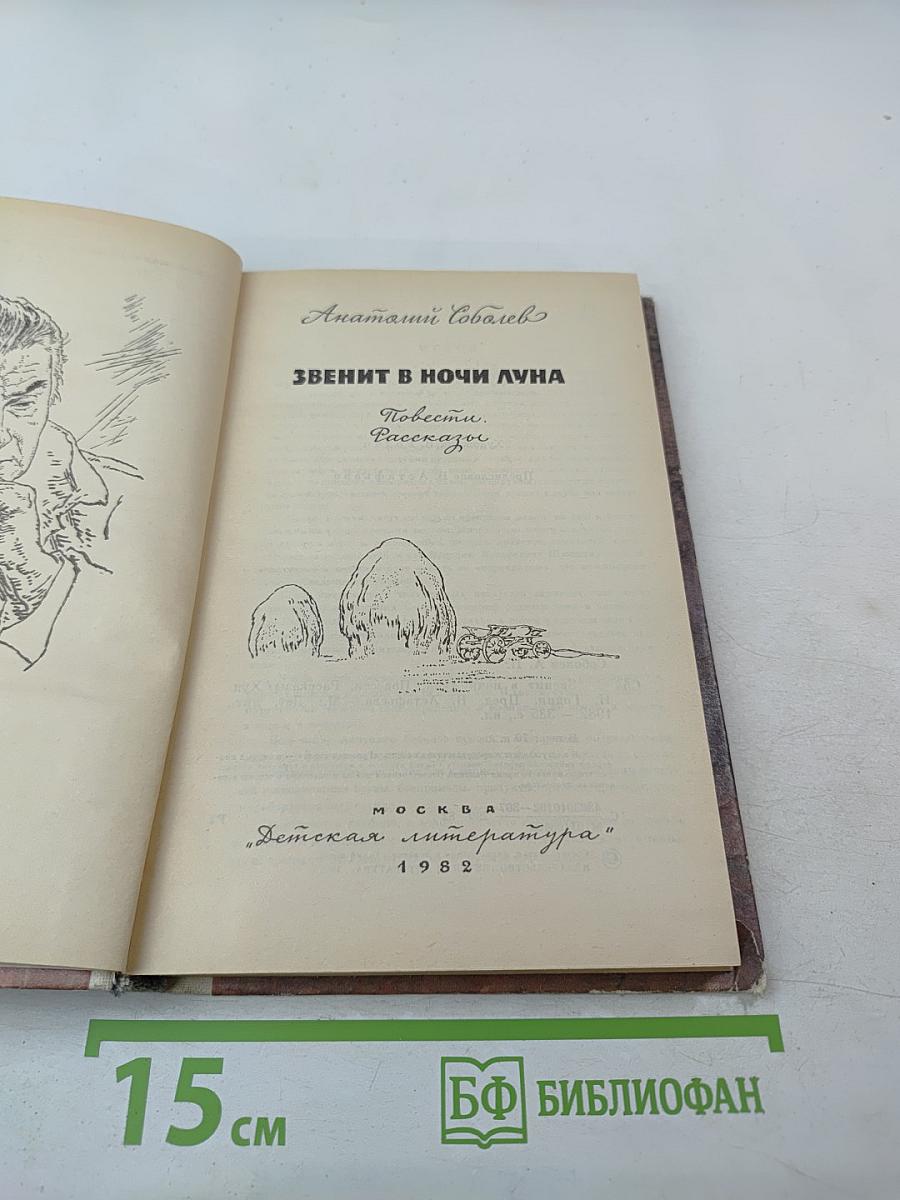 Анатолий Соболев
ЗВЕНИТ В НОЧИ ЛУНА
Повести.
Рассказы
МОСКВА
„Детская литература"
1982
15 см
БФ БИБЛИОФАН